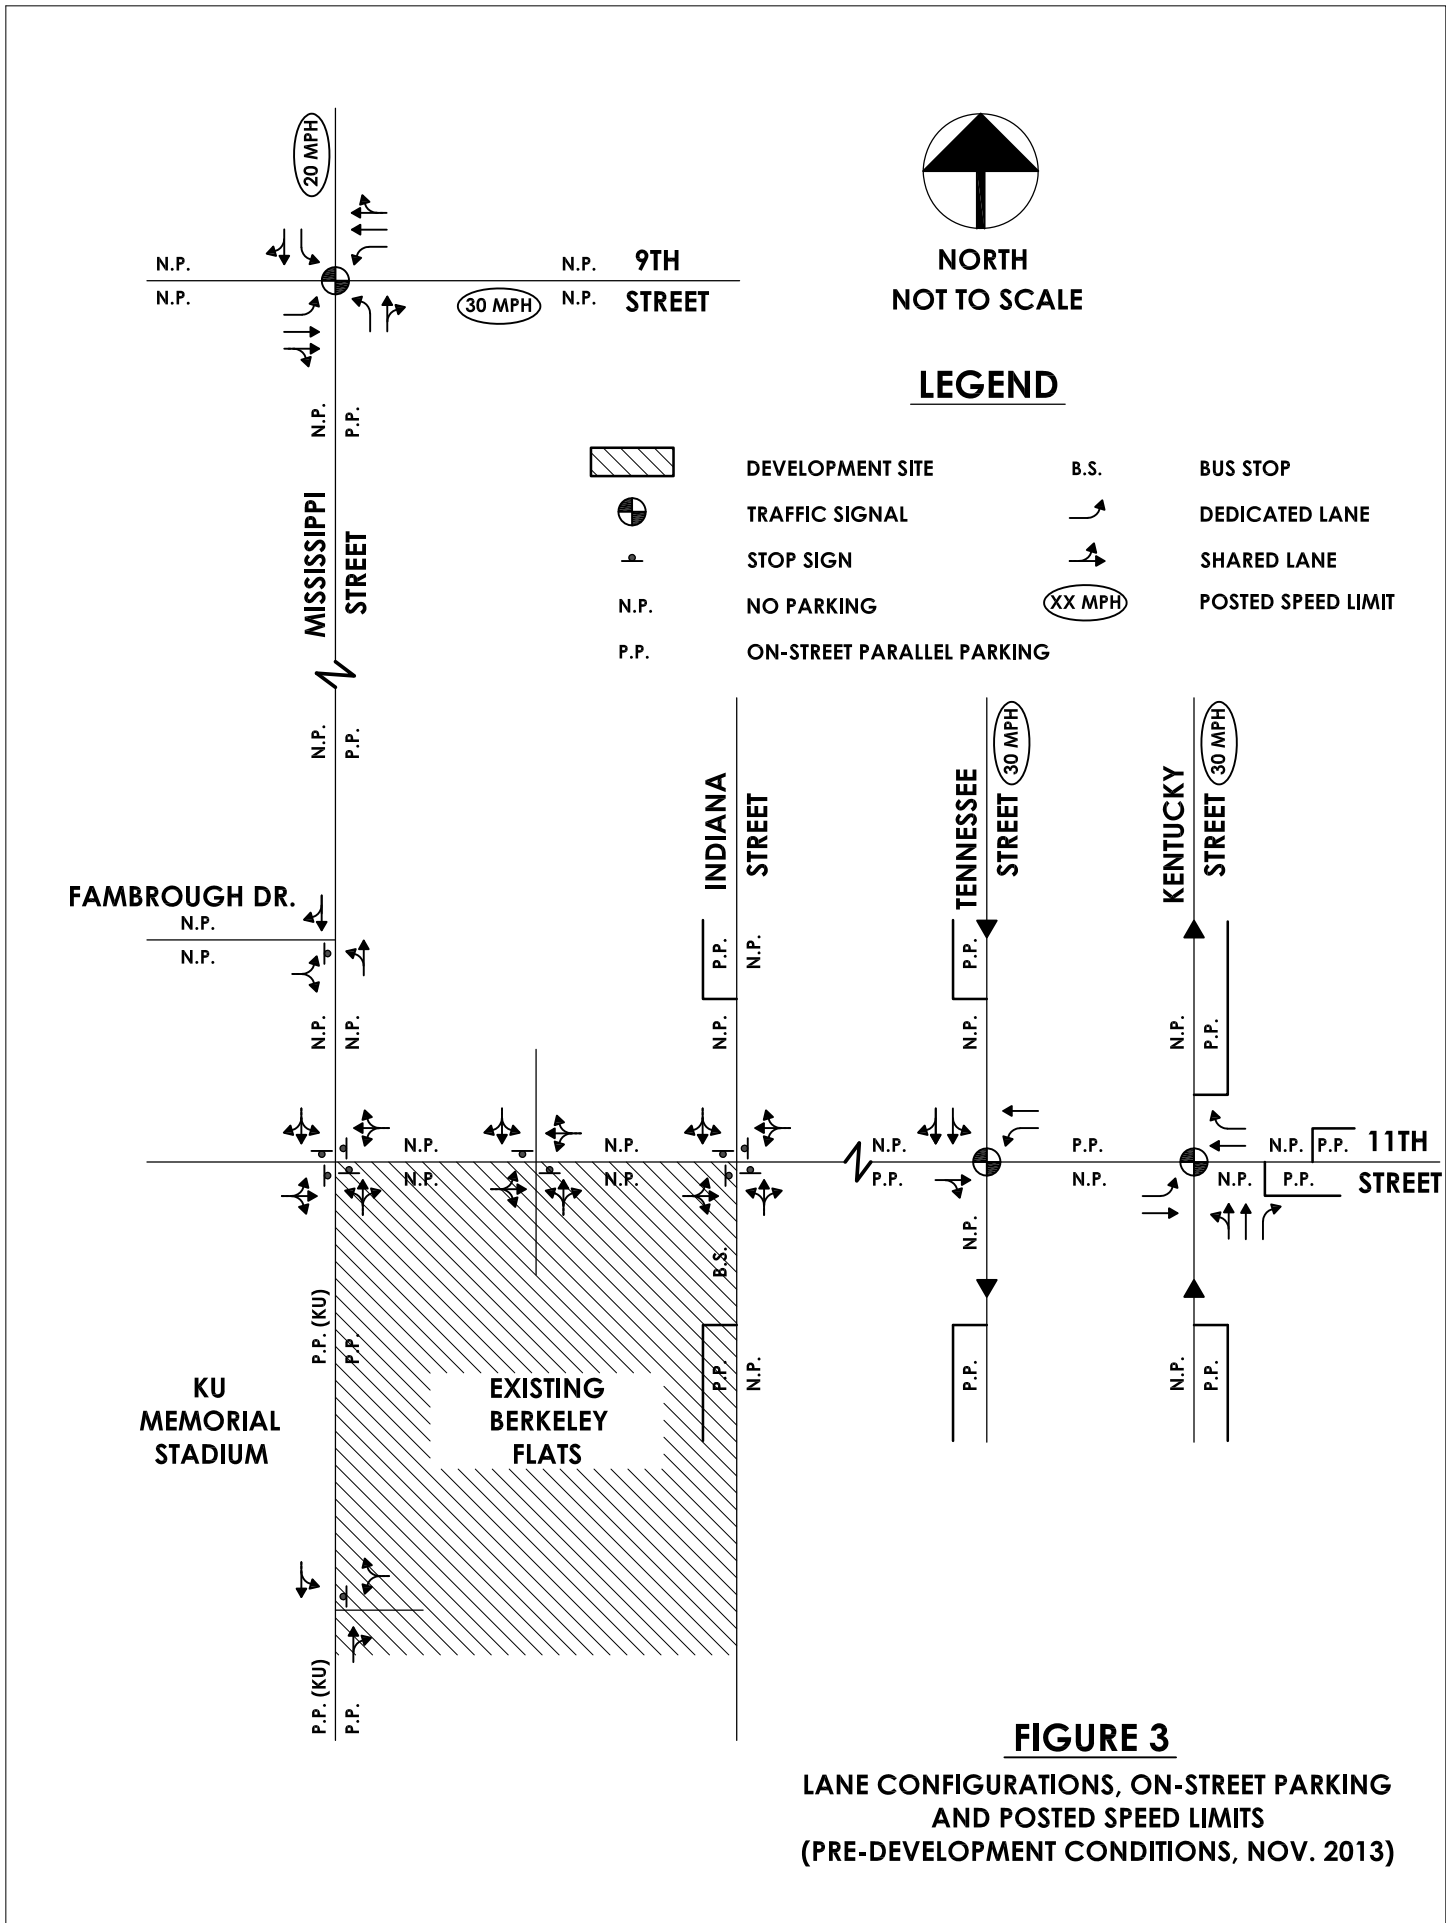 20 MPH
N.P.
N.P.
N.P.
N.P.
9TH
STREET
30 MPH
NORTH
NOT TO SCALE
LEGEND
DEVELOPMENT SITE
TRAFFIC SIGNAL
STOP SIGN
N.P. NO PARKING
P.P. ON-STREET PARALLEL PARKING
B.S. BUS STOP
DEDICATED LANE
SHARED LANE
XX MPH POSTED SPEED LIMIT
N.P.
P.P.
MISSISSIPPI
STREET
N.P.
P.P.
INDIANA
STREET
TENNESSEE
STREET
30 MPH
KENTUCKY
STREET
30 MPH
FAMBROUGH DR.
N.P.
N.P.
P.P.
N.P.
P.P.
N.P.
N.P.
N.P.
N.P.
N.P.
P.P.
N.P.
N.P.
N.P.
P.P.
N.P.
P.P.
11TH
STREET
N.P.
N.P.
P.P.
N.P.
N.P.
P.P.
N.P.
B.S.
P.P. (KU)
P.P.
P.P.
N.P.
P.P.
N.P.
P.P.
KU
MEMORIAL
STADIUM
EXISTING
BERKELEY
FLATS
P.P. (KU)
P.P.
FIGURE 3
LANE CONFIGURATIONS, ON-STREET PARKING
AND POSTED SPEED LIMITS
(PRE-DEVELOPMENT CONDITIONS, NOV. 2013)